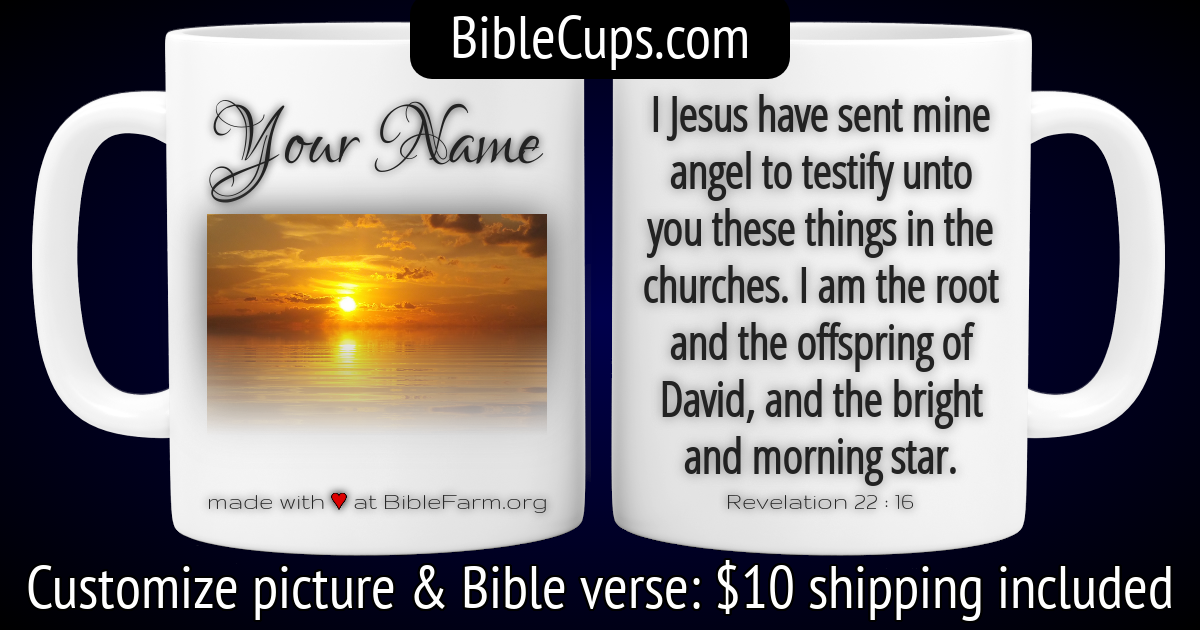 BibleCups.com
Your Name
made with ♥ at BibleFarm.org
I Jesus have sent mine
angel to testify unto
you these things in the
churches. I am the root
and the offspring of
David, and the bright
and morning star.
Revelation 22 : 16
Customize picture & Bible verse: $10 shipping included